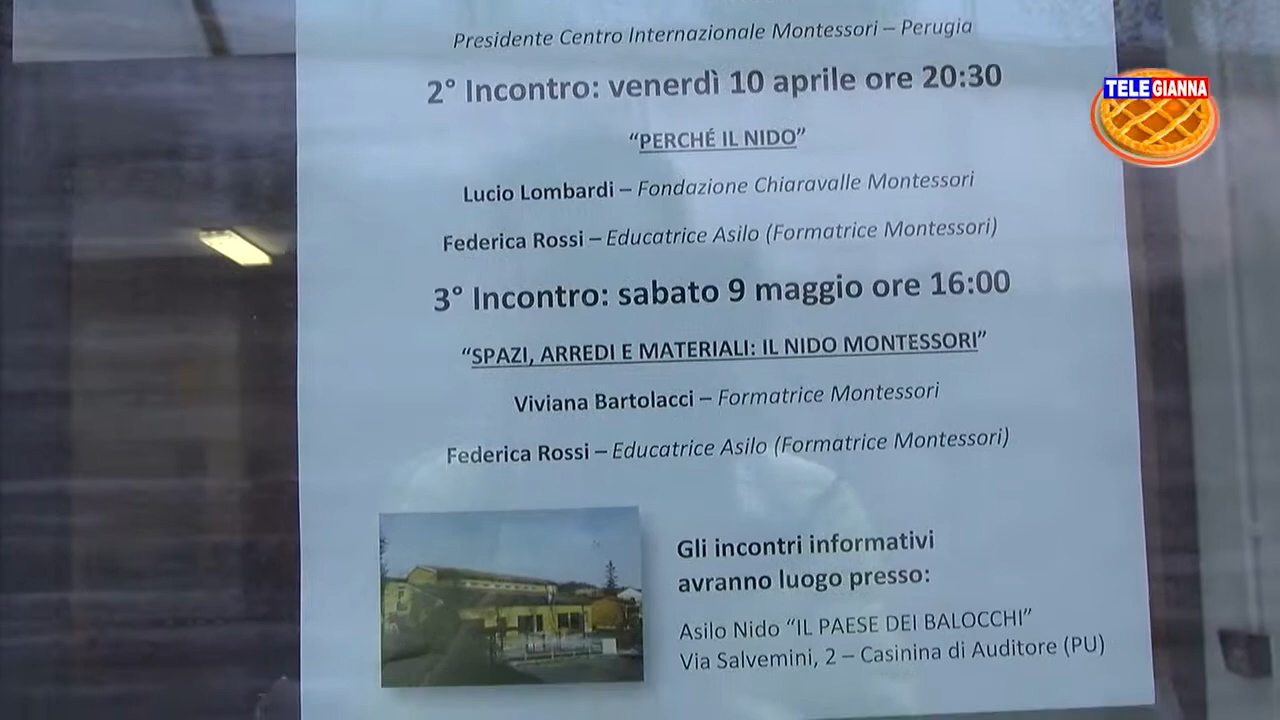 Presidente Centro Internazionale Montessori – Perugia
2° Incontro: venerdì 10 aprile ore 20:30
“PERCHÉ IL NIDO”
Lucio Lombardi – Fondazione Chiaravalle Montessori
Federica Rossi – Educatrice Asilo (Formatrice Montessori)
3° Incontro: sabato 9 maggio ore 16:00
“SPAZI, ARREDI E MATERIALI: IL NIDO MONTESSORI”
Viviana Bartolacci – Formatrice Montessori
Federica Rossi – Educatrice Asilo (Formatrice Montessori)
Gli incontri informativi
avranno luogo presso:
Asilo Nido “IL PAESE DEI BALOCCHI”
Via Salvemini, 2 – Casinina di Auditore (PU)
TELE GIANNA